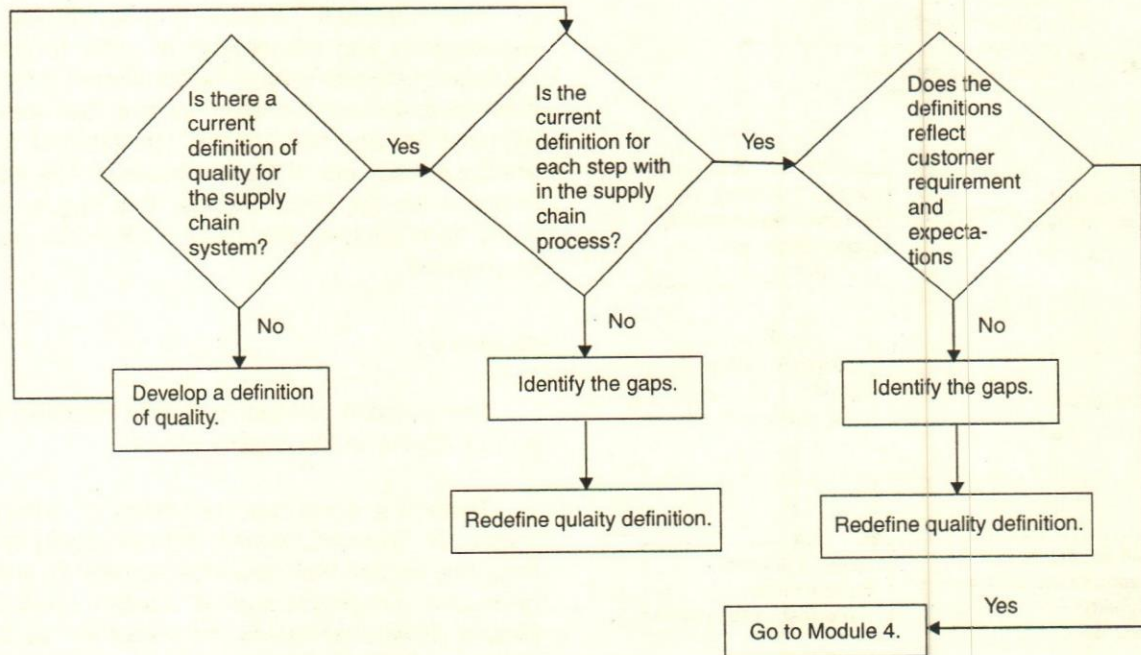 Is there a
current
definition of
quality for
the supply
chain
system?
Yes
Is the
current
definition for
each step with
in the supply
chain
process?
Yes
Does the
definitions
reflect
customer
requirement
and
expecta-
tions
No
No
No
Develop a definition
of quality.
Identify the gaps.
Identify the gaps.
Redefine qulaity definition.
Redefine quality definition.
Yes
Go to Module 4.